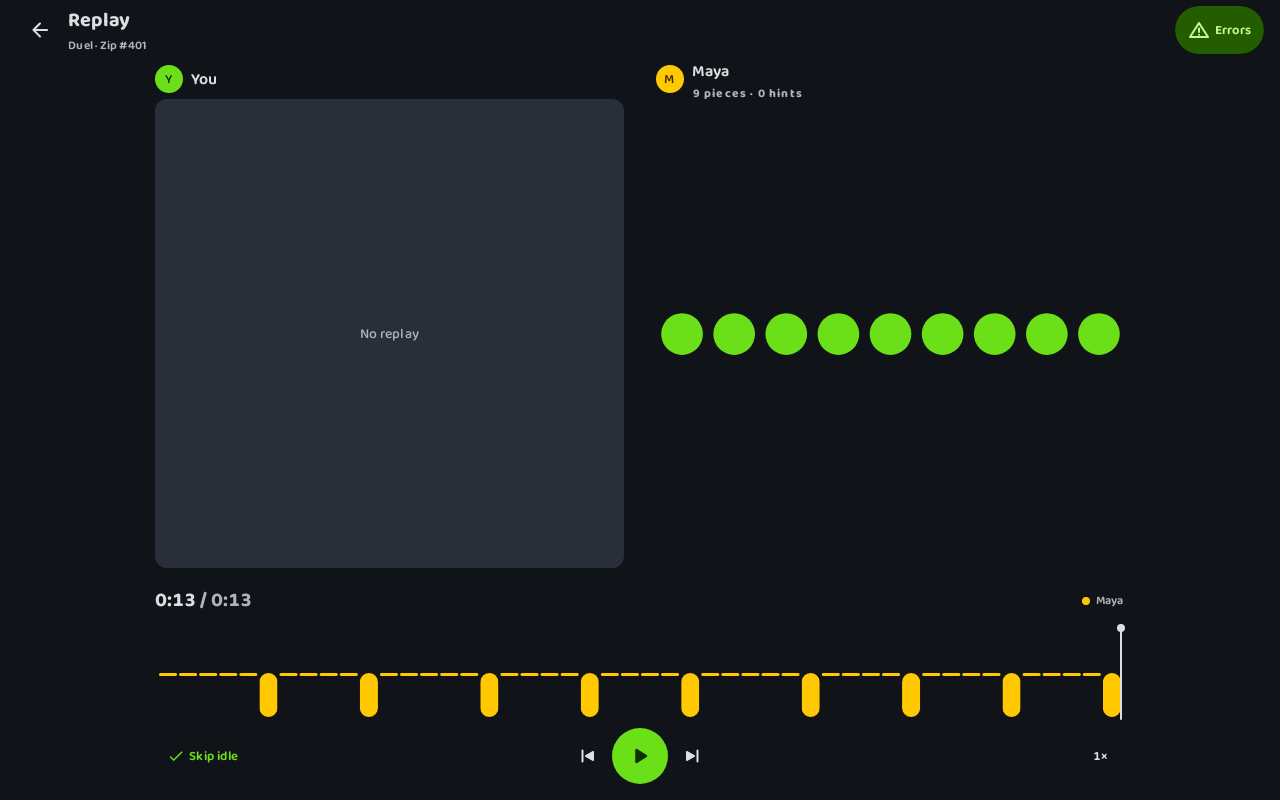 Replay
Duel · Zip #401
Errors
Y
You
M
Maya
9 pieces · 0 hints
No replay
0:13 / 0:13
Maya
Skip idle
1×